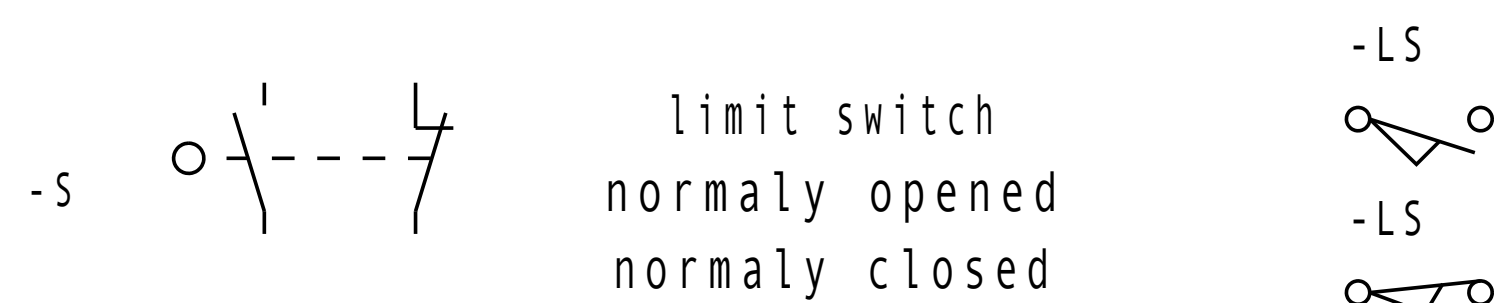 -S
limit switch
normaly opened
normaly closed
-LS
-LS